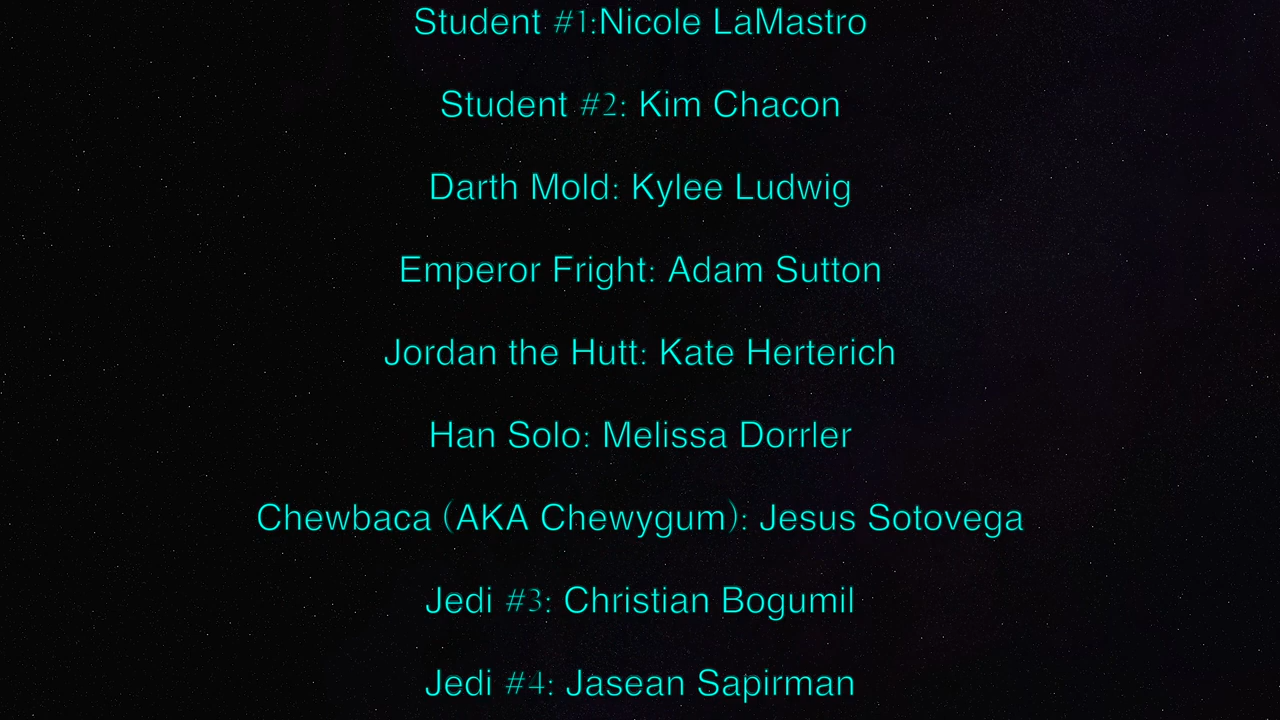 Student #1:Nicole LaMastro
Student #2: Kim Chacon
Darth Mold: Kylee Ludwig
Emperor Fright: Adam Sutton
Jordan the Hutt: Kate Herterich
Han Solo: Melissa Dorrler
Chewbaca (AKA Chewygum): Jesus Sotovega
Jedi #3: Christian Bogumil
Jedi #4: Jasean Sapirman